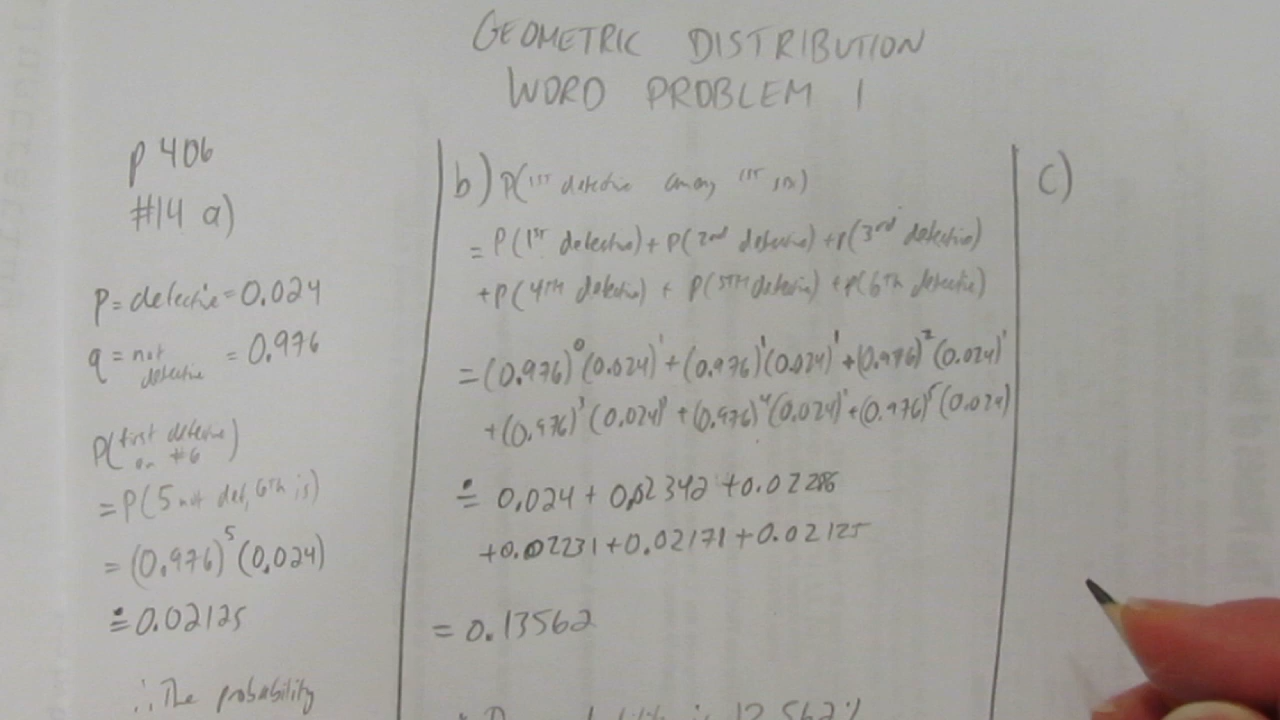 GEOMETRIC DISTRIBUTION
WORD PROBLEM 1
p 406
#14 a)
p = defective = 0.024
q = not defective = 0.976
P(first defective on #6)
= P(5 not def, 6th is)
= (0.976)^5 (0.024)
≐ 0.02125
∴ The probability
b) P(1ST defective among 1ST six)
= P(1st defective) + P(2nd defective) + P(3rd defective)
+ P(4TH defective) + P(5TH defective) + P(6th defective)
= (0.976)^0 (0.024)^1 + (0.976)^1 (0.024)^1 + (0.976)^2 (0.024)^1
+ (0.976)^3 (0.024)^1 + (0.976)^4 (0.024)^1 + (0.976)^5 (0.024)
≐ 0.024 + 0.02342 + 0.02286
+0.02231+0.02171+0.02125
= 0.13562
is 13.562%
c)